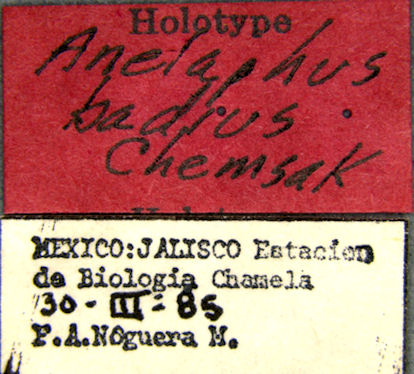 Holotype
Anelaphus
badius
Chemsak
MEXICO:JALISCO Estacion
de Biologia Chamela
30-III-85
F.A.Noguera M.